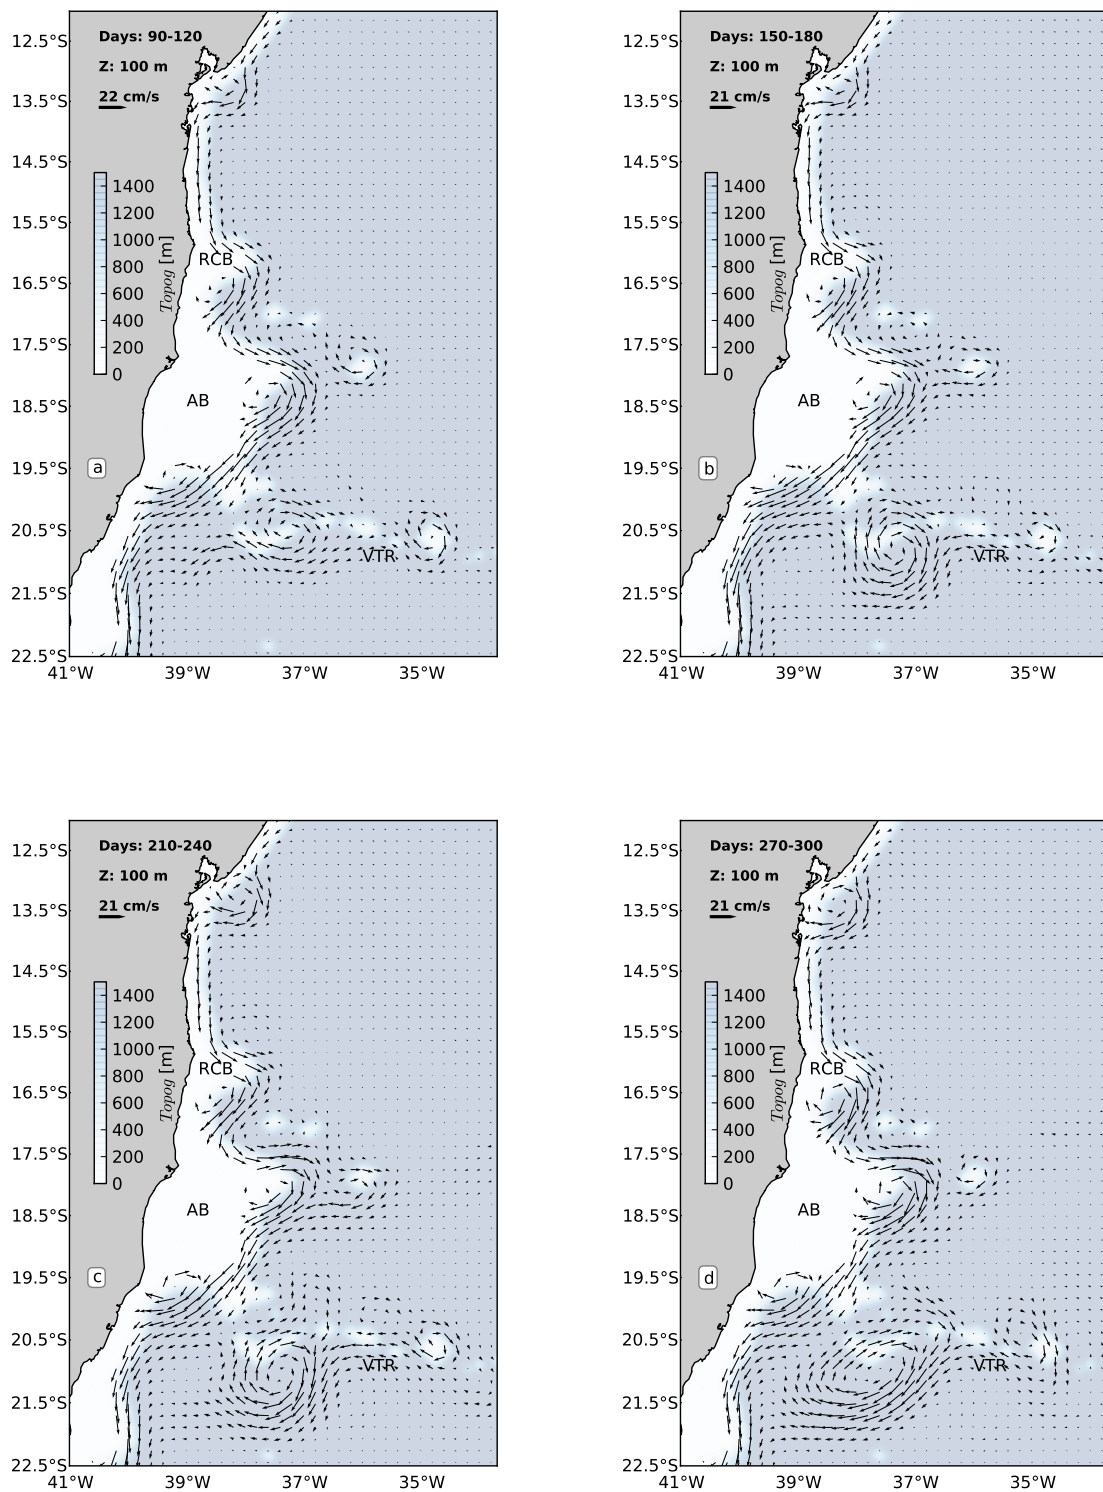 Days: 90-120
Z: 100 m
22 cm/s
12.5°S
13.5°S
14.5°S
15.5°S
16.5°S
17.5°S
18.5°S
19.5°S
20.5°S
21.5°S
22.5°S
1400
1200
1000
800
600
400
200
0
Topog [m]
RCB
AB
VTR
a
41°W
39°W
37°W
35°W
Days: 150-180
Z: 100 m
21 cm/s
12.5°S
13.5°S
14.5°S
15.5°S
16.5°S
17.5°S
18.5°S
19.5°S
20.5°S
21.5°S
22.5°S
1400
1200
1000
800
600
400
200
0
Topog [m]
RCB
AB
VTR
b
41°W
39°W
37°W
35°W
Days: 210-240
Z: 100 m
21 cm/s
12.5°S
13.5°S
14.5°S
15.5°S
16.5°S
17.5°S
18.5°S
19.5°S
20.5°S
21.5°S
22.5°S
1400
1200
1000
800
600
400
200
0
Topog [m]
RCB
AB
VTR
c
41°W
39°W
37°W
35°W
Days: 270-300
Z: 100 m
21 cm/s
12.5°S
13.5°S
14.5°S
15.5°S
16.5°S
17.5°S
18.5°S
19.5°S
20.5°S
21.5°S
22.5°S
1400
1200
1000
800
600
400
200
0
Topog [m]
RCB
AB
VTR
d
41°W
39°W
37°W
35°W